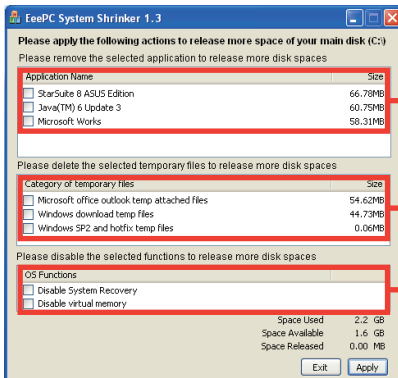 EeePC System Shrinker 1.3
Please apply the following actions to release more space of your main disk (C:\)
Please remove the selected application to release more disk spaces
Application Name Size
StarSuite 8 ASUS Edition 66.78MB
Java(TM) 6 Update 3 60.75MB
Microsoft Works 58.31MB
Please delete the selected temporary files to release more disk spaces
Category of temporary files Size
Microsoft office outlook temp attached files 54.62MB
Windows download temp files 44.73MB
Windows SP2 and hotfix temp files 0.06MB
Please disable the selected functions to release more disk spaces
OS Functions
Disable System Recovery
Disable virtual memory
Space Used 2.2 GB
Space Available 1.6 GB
Space Released 0.00 MB
Exit Apply